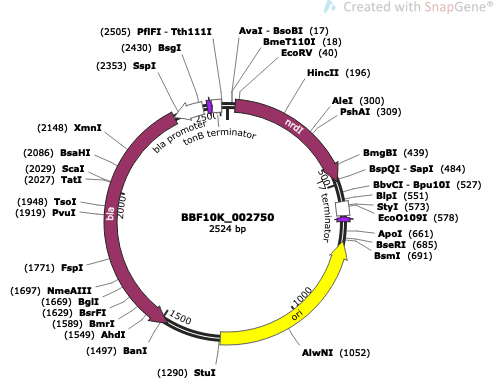 Created with SnapGene®
(2505) PflFI - Tth111I
(2430) BsgI
(2353) SspI
AvaI - BsoBI (17)
BmeT110I (18)
EcoRV (40)
HincII (196)
AleI (300)
PshAI (309)
BmgBI (439)
BspQI - SapI (484)
BbvCI - Bpu10I (527)
BlpI (551)
StyI (573)
EcoO109I (578)
ApoI (661)
BseRI (685)
BsmI (691)
AlwNI (1052)
(1290) StuI
(1497) BanI
(1549) AhdI
(1589) BmrI
(1629) BsrFI
(1669) BglI
(1697) NmeAIII
(1771) FspI
(1919) PvuI
(1948) TsoI
(2027) TatI
(2029) ScaI
(2086) BsaHI
(2148) XmnI
bla promoter
tonB terminator
nrdI
T7 terminator
ori
bla
500
1000
1500
2000
2500
BBF10K_002750
2524 bp